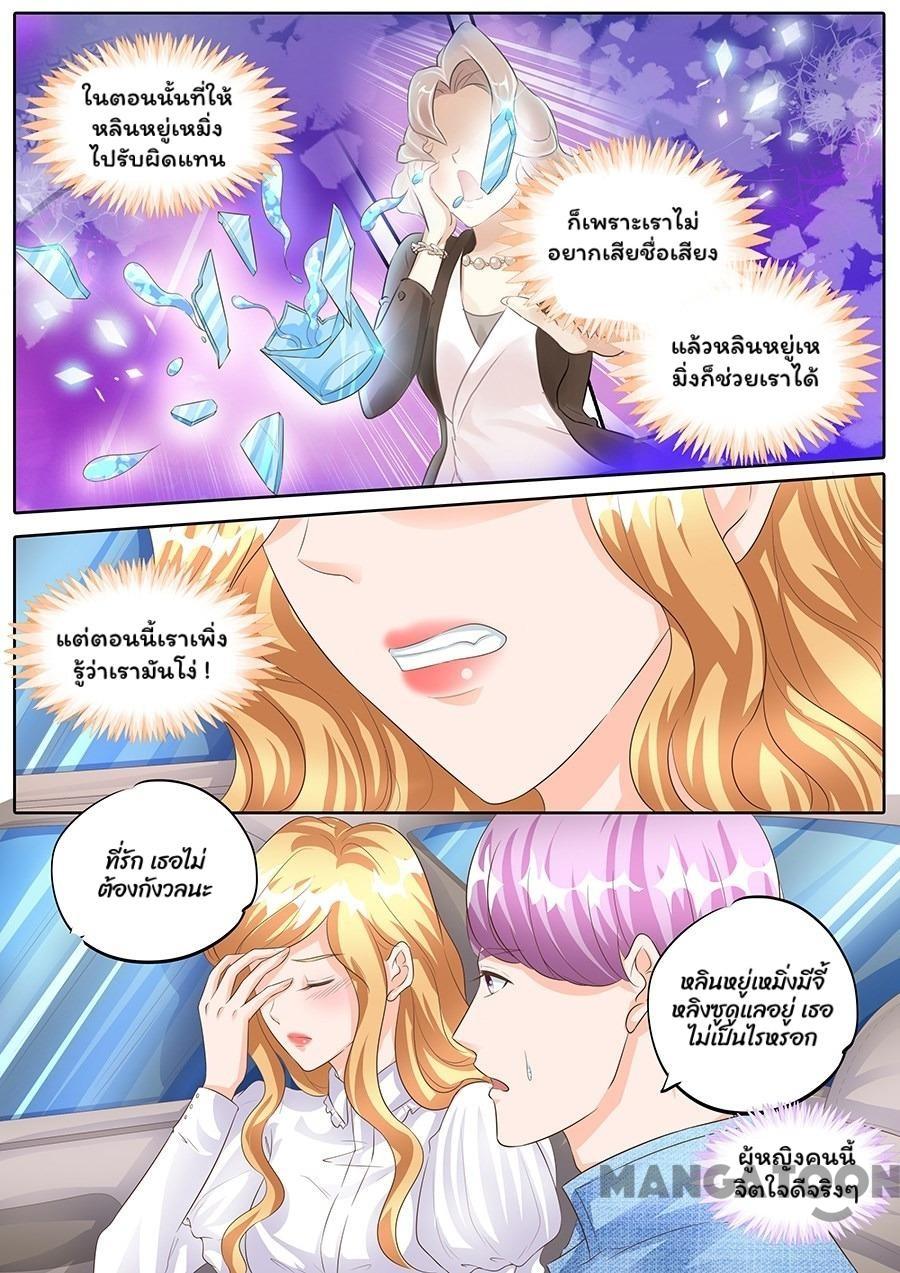 ในตอนนั้นที่ให้
หลินหยู่เหมิ่ง
ไปรับผิดแทน
ก็เพราะเราไม่
อยากเสียชื่อเสียง
แล้วหลินหยู่เห
มิ่งก็ช่วยเราได้
แต่ตอนนี้เราเพิ่ง
รู้ว่าเรามันโง่ !
ที่รัก เธอไม่
ต้องกังวลนะ
หลินหยู่เหมิ่งมีจี้
หลิงซูดูแลอยู่ เธอ
ไม่เป็นไรหรอก
ผู้หญิงคนนี้
จิตใจดีจริงๆ
MANGATOON